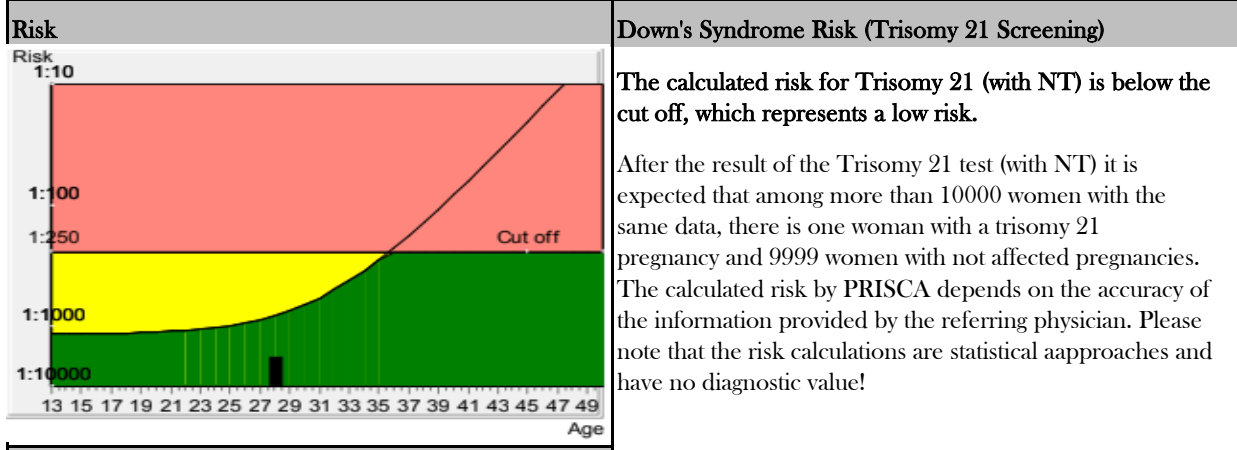 Risk
Down's Syndrome Risk (Trisomy 21 Screening)
Risk
1:10
1:100
1:250
Cut off
1:1000
1:10000
13 15 17 19 21 23 25 27 29 31 33 35 37 39 41 43 45 47 49
Age
The calculated risk for Trisomy 21 (with NT) is below the
cut off, which represents a low risk.
After the result of the Trisomy 21 test (with NT) it is
expected that among more than 10000 women with the
same data, there is one woman with a trisomy 21
pregnancy and 9999 women with not affected pregnancies.
The calculated risk by PRISCA depends on the accuracy of
the information provided by the referring physician. Please
note that the risk calculations are statistical aapproaches and
have no diagnostic value!